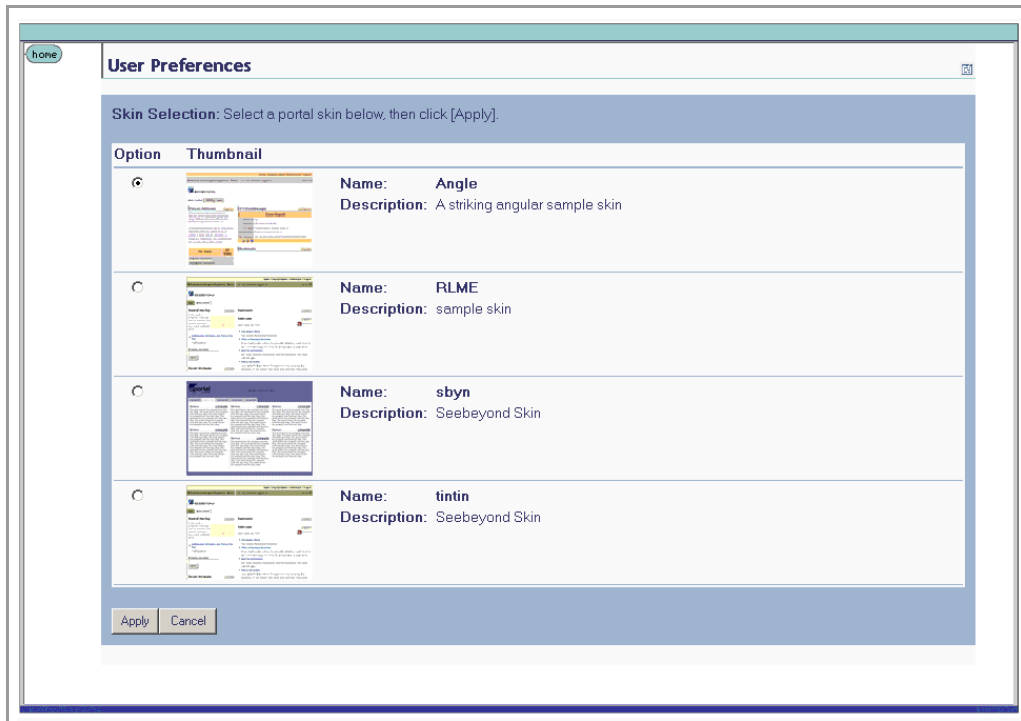 home
User Preferences
Skin Selection: Select a portal skin below, then click [Apply].
Option Thumbnail
Name: Angle
Description: A striking angular sample skin
Name: RLME
Description: sample skin
portal
Name: sbyn
Description: Seebeyond Skin
Name: tintin
Description: Seebeyond Skin
Apply Cancel